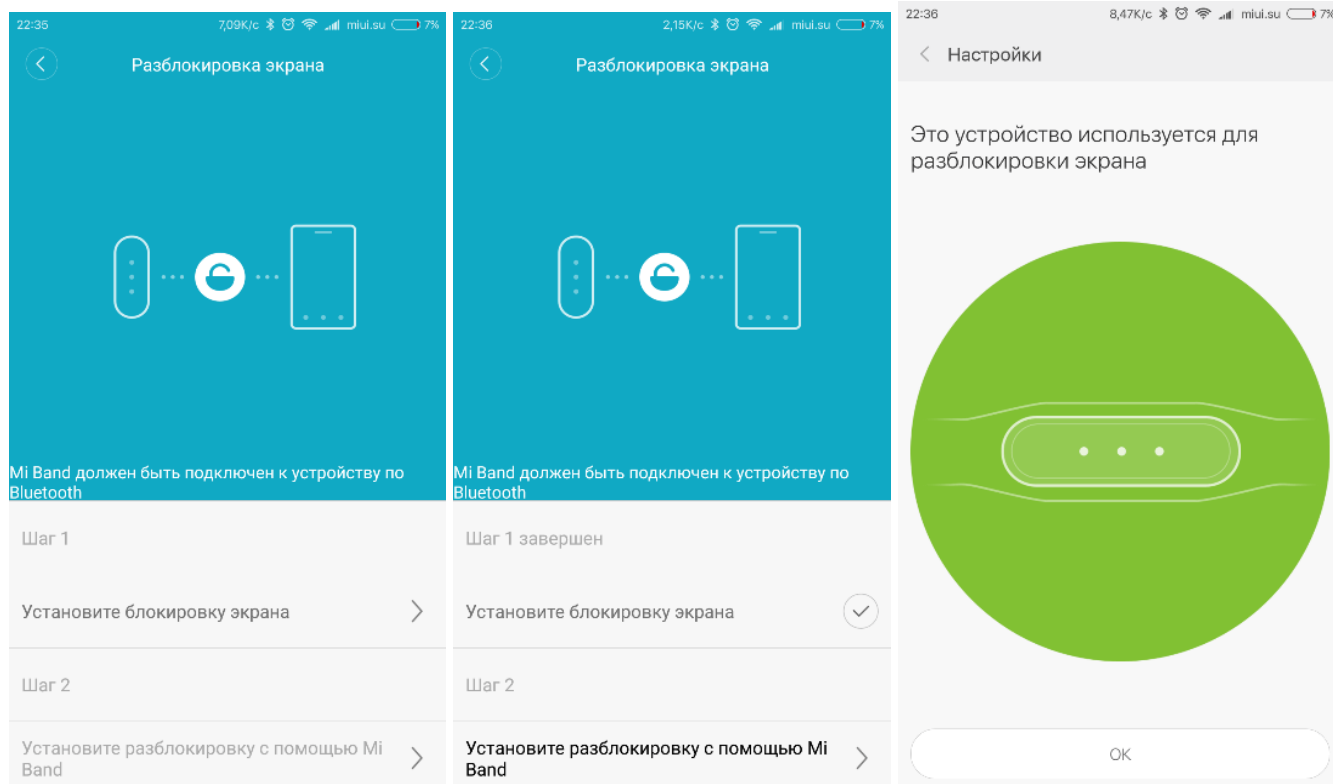 22:35 7,09K/c miui.su 7%
Разблокировка экрана
Mi Band должен быть подключен к устройству по
Bluetooth
Шаг 1
Установите блокировку экрана
Шаг 2
Установите разблокировку с помощью Mi
Band
22:36 2,15K/c miui.su 7%
Разблокировка экрана
Mi Band должен быть подключен к устройству по
Bluetooth
Шаг 1 завершен
Установите блокировку экрана
Шаг 2
Установите разблокировку с помощью Mi
Band
22:36 8,47K/c miui.su 7%
Настройки
Это устройство используется для
разблокировки экрана
OK